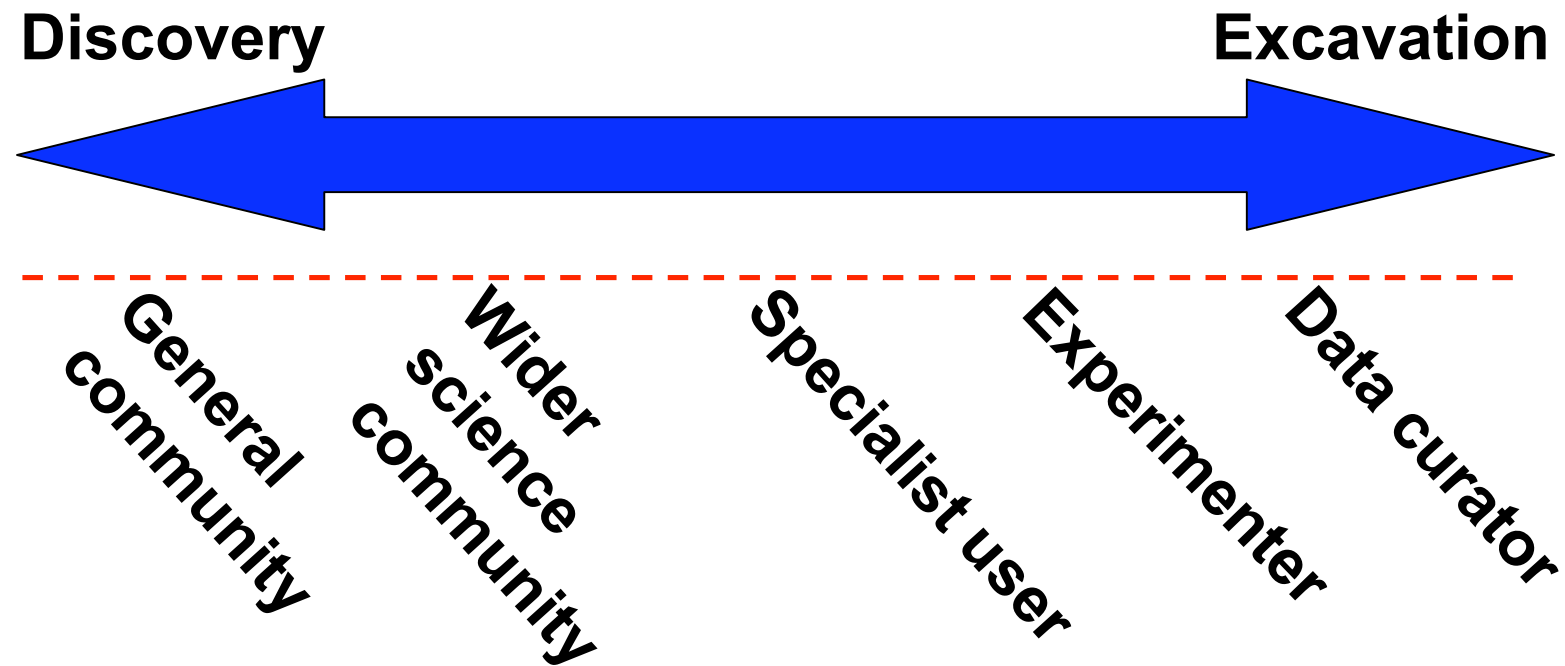 Discovery
Excavation
General
community
Wider
science
community
Specialist user
Experimenter
Data curator